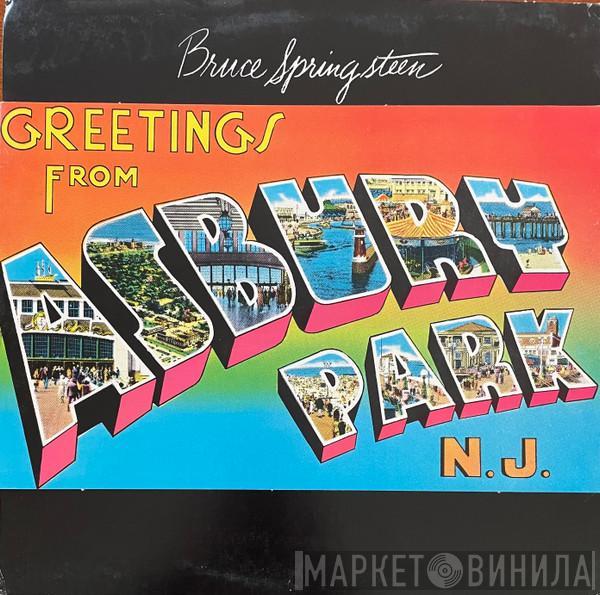 Bruce Springsteen
GREETINGS
FROM
ASBURY
PARK
N.J.
МАРКЕТ ВИНИЛА